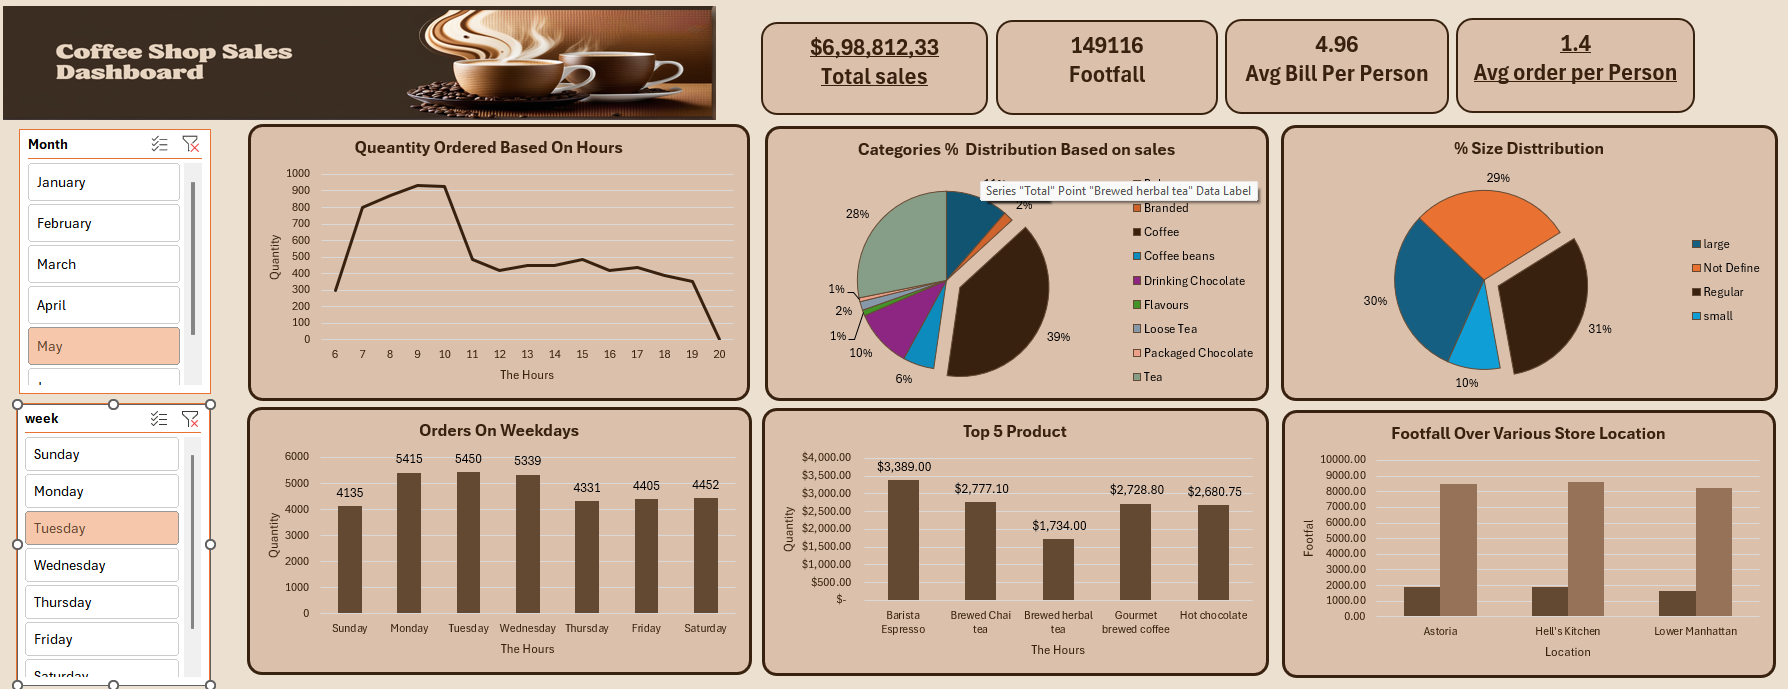 Coffee Shop Sales
Dashboard
$6,98,812,33
Total sales
149116
Footfall
4.96
Avg Bill Per Person
1.4
Avg order per Person
Month
January
February
March
April
May
week
Sunday
Monday
Tuesday
Wednesday
Thursday
Friday
Saturday
Queantity Ordered Based On Hours
Quantity
1000
900
800
700
600
500
400
300
200
100
0
6 7 8 9 10 11 12 13 14 15 16 17 18 19 20
The Hours
Categories % Distribution Based on sales
Series "Total" Point "Brewed herbal tea" Data Label
2%
28%
39%
1%
2%
1%
10%
6%
Branded
Coffee
Coffee beans
Drinking Chocolate
Flavours
Loose Tea
Packaged Chocolate
Tea
% Size Disttribution
29%
30%
31%
10%
large
Not Define
Regular
small
Orders On Weekdays
Quantity
6000
5000
4000
3000
2000
1000
0
4135 5415 5450 5339 4331 4405 4452
Sunday Monday Tuesday Wednesday Thursday Friday Saturday
The Hours
Top 5 Product
Quantity
$4,000.00
$3,500.00
$3,000.00
$2,500.00
$2,000.00
$1,500.00
$1,000.00
$500.00
$-
$3,389.00 $2,777.10 $1,734.00 $2,728.80 $2,680.75
Barista Espresso
Brewed Chai tea
Brewed herbal tea
Gourmet brewed coffee
Hot chocolate
The Hours
Footfall Over Various Store Location
Footfal
10000.00
9000.00
8000.00
7000.00
6000.00
5000.00
4000.00
3000.00
2000.00
1000.00
0.00
Astoria Hell's Kitchen Lower Manhattan
Location